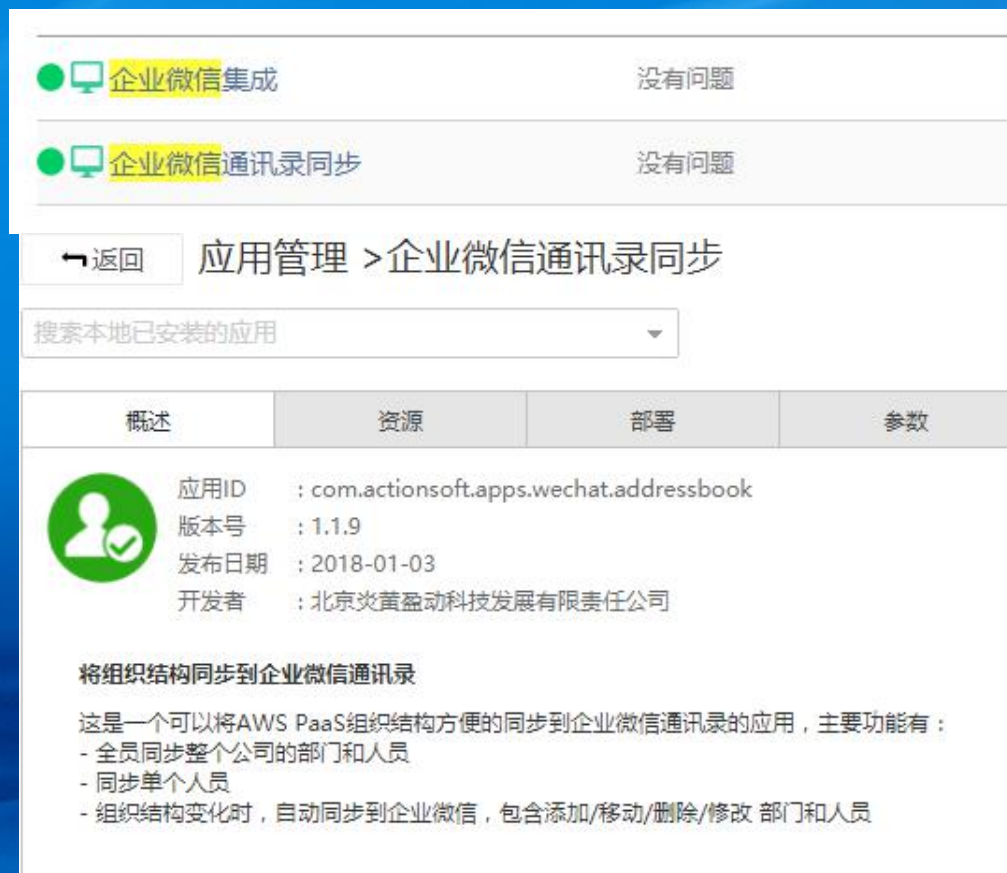 企业微信集成 没有问题
企业微信通讯录同步 没有问题
返回 应用管理 >企业微信通讯录同步
搜索本地已安装的应用
概述 资源 部署 参数
应用ID : com.actionsoft.apps.wechat.addressbook
版本号 : 1.1.9
发布日期 : 2018-01-03
开发者 : 北京炎黄盈动科技发展有限责任公司
将组织结构同步到企业微信通讯录
这是一个可以将AWS PaaS组织结构方便的同步到企业微信通讯录的应用，主要功能有：
- 全员同步整个公司的部门和人员
- 同步单个人员
- 组织结构变化时，自动同步到企业微信，包含添加/移动/删除/修改 部门和人员